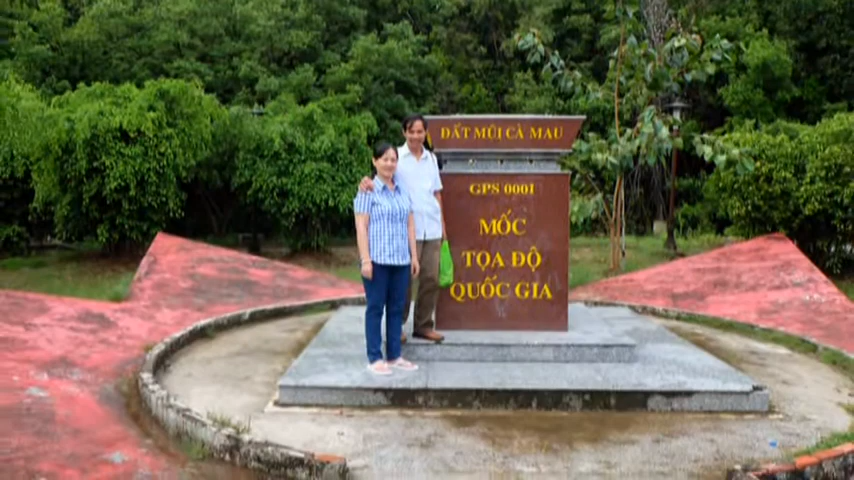 ĐẤT MŨI CÀ MAU
GPS 0001
MỐC
TỌA ĐỘ
QUỐC GIA